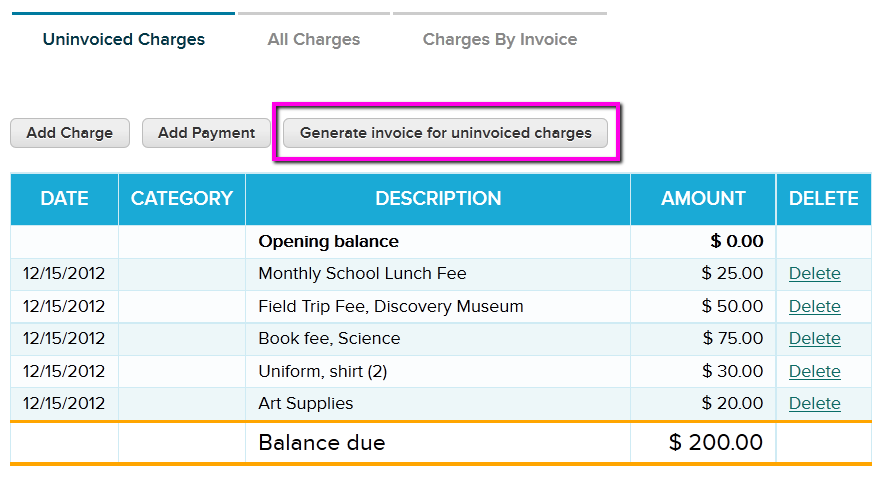 Uninvoiced Charges All Charges Charges By Invoice
Add Charge Add Payment Generate invoice for uninvoiced charges
DATE CATEGORY DESCRIPTION AMOUNT DELETE
Opening balance $ 0.00
12/15/2012 Monthly School Lunch Fee $ 25.00 Delete
12/15/2012 Field Trip Fee, Discovery Museum $ 50.00 Delete
12/15/2012 Book fee, Science $ 75.00 Delete
12/15/2012 Uniform, shirt (2) $ 30.00 Delete
12/15/2012 Art Supplies $ 20.00 Delete
Balance due $ 200.00